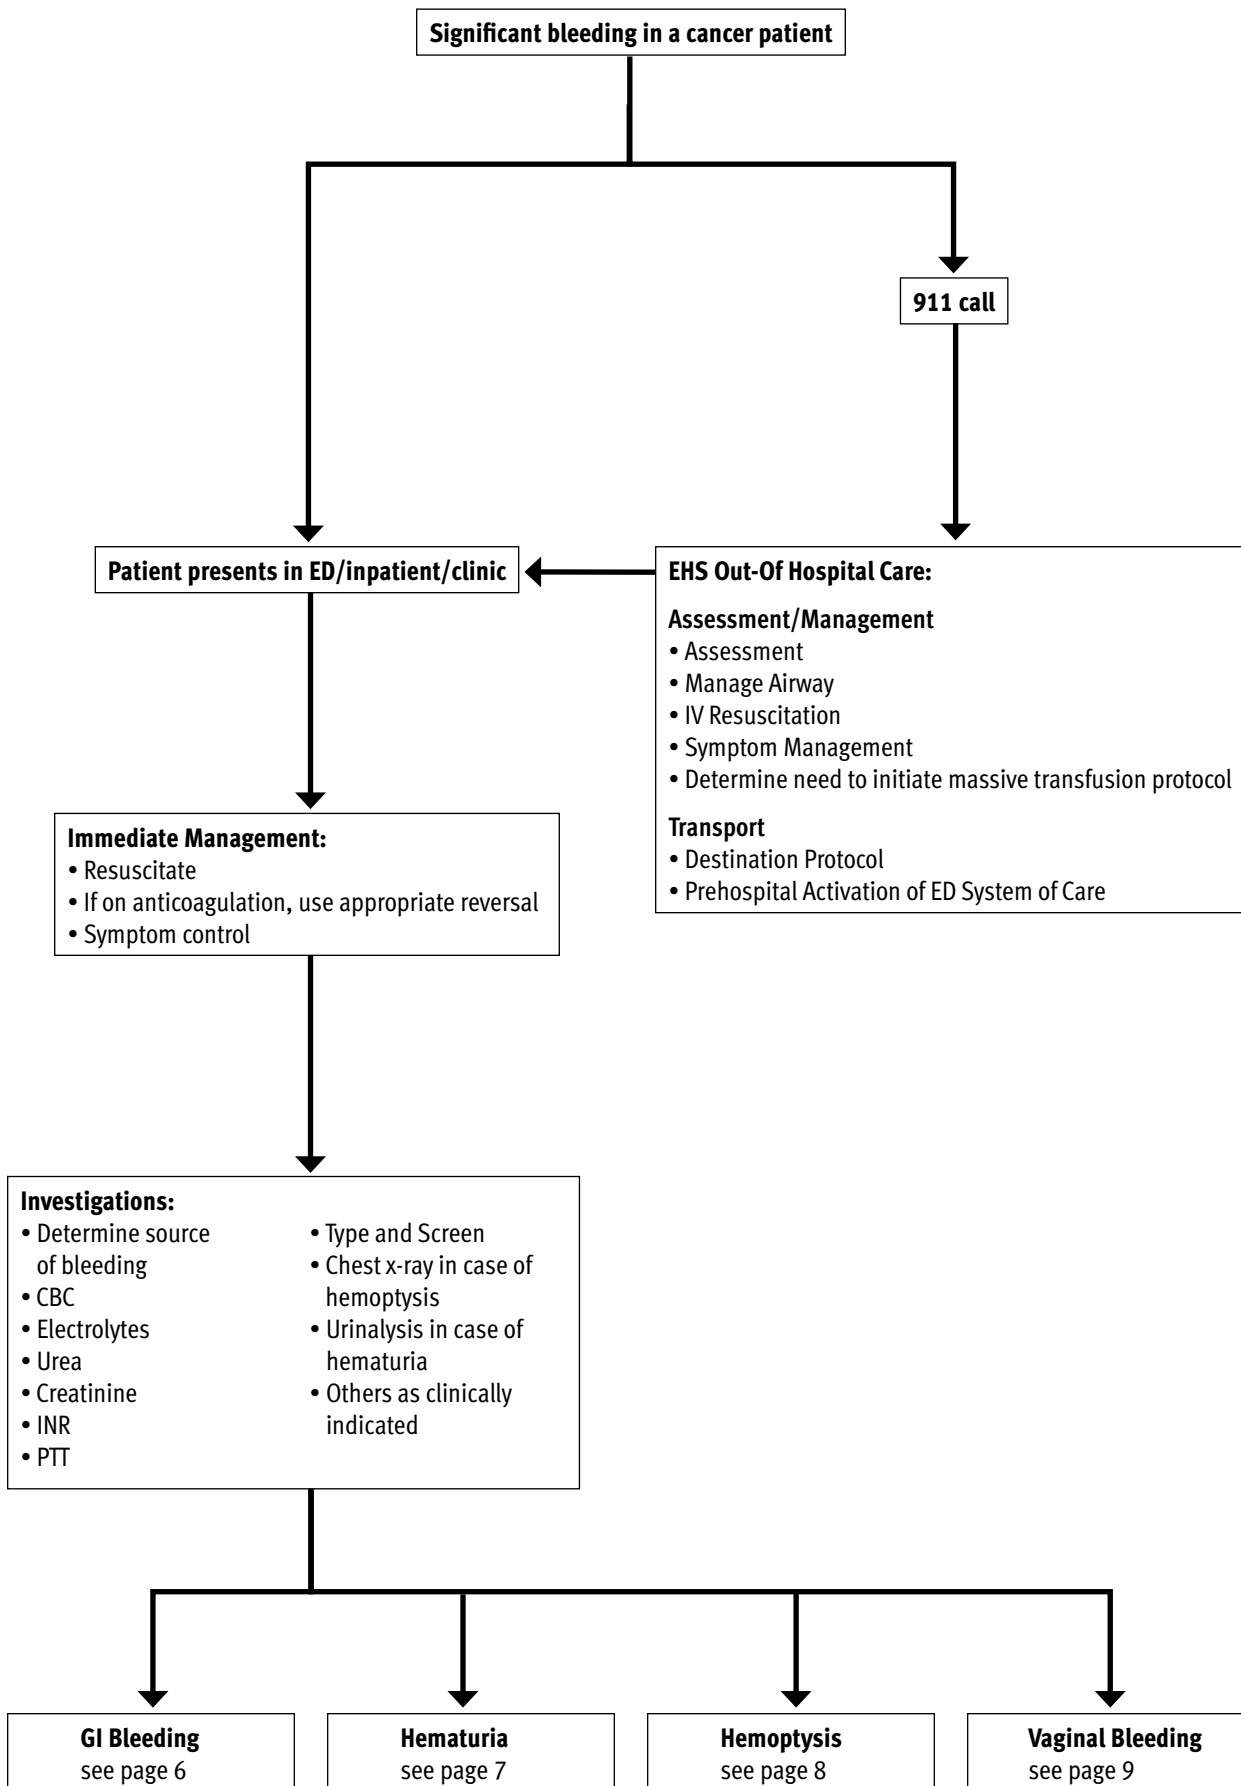 Significant bleeding in a cancer patient
911 call
Patient presents in ED/inpatient/clinic
EHS Out-Of Hospital Care:
Assessment/Management
• Assessment
• Manage Airway
• IV Resuscitation
• Symptom Management
• Determine need to initiate massive transfusion protocol
Transport
• Destination Protocol
• Prehospital Activation of ED System of Care
Immediate Management:
• Resuscitate
• If on anticoagulation, use appropriate reversal
• Symptom control
Investigations:
• Determine source
of bleeding
• CBC
• Electrolytes
• Urea
• Creatinine
• INR
• PTT
• Type and Screen
• Chest x-ray in case of
hemoptysis
• Urinalysis in case of
hematuria
• Others as clinically
indicated
GI Bleeding
see page 6
Hematuria
see page 7
Hemoptysis
see page 8
Vaginal Bleeding
see page 9